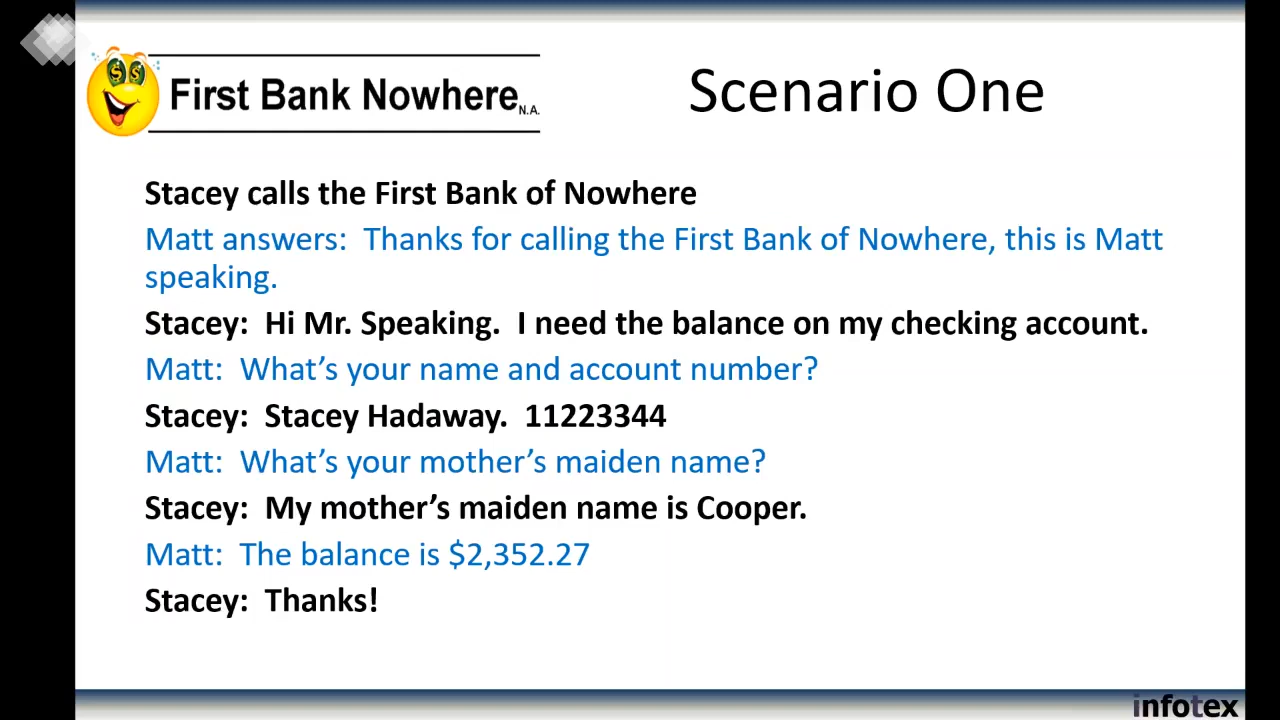 First Bank Nowhere N.A.
Scenario One
Stacey calls the First Bank of Nowhere
Matt answers:  Thanks for calling the First Bank of Nowhere, this is Matt
speaking.
Stacey:  Hi Mr. Speaking.  I need the balance on my checking account.
Matt:  What’s your name and account number?
Stacey:  Stacey Hadaway.  11223344
Matt:  What’s your mother’s maiden name?
Stacey:  My mother’s maiden name is Cooper.
Matt:  The balance is $2,352.27
Stacey:  Thanks!
infotex